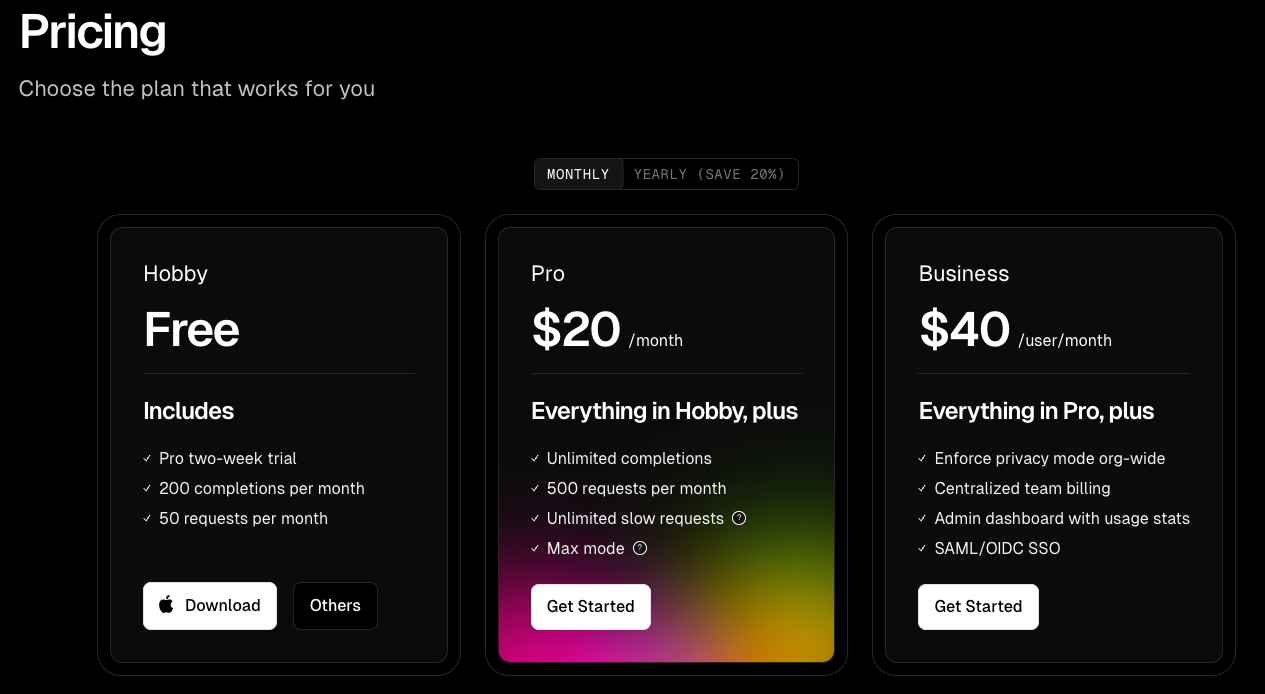 Pricing
Choose the plan that works for you
MONTHLY YEARLY (SAVE 20%)
Hobby
Free
Includes
✓ Pro two-week trial
✓ 200 completions per month
✓ 50 requests per month
Download
Others
Pro
$20 /month
Everything in Hobby, plus
✓ Unlimited completions
✓ 500 requests per month
✓ Unlimited slow requests ?
✓ Max mode ?
Get Started
Business
$40 /user/month
Everything in Pro, plus
✓ Enforce privacy mode org-wide
✓ Centralized team billing
✓ Admin dashboard with usage stats
✓ SAML/OIDC SSO
Get Started